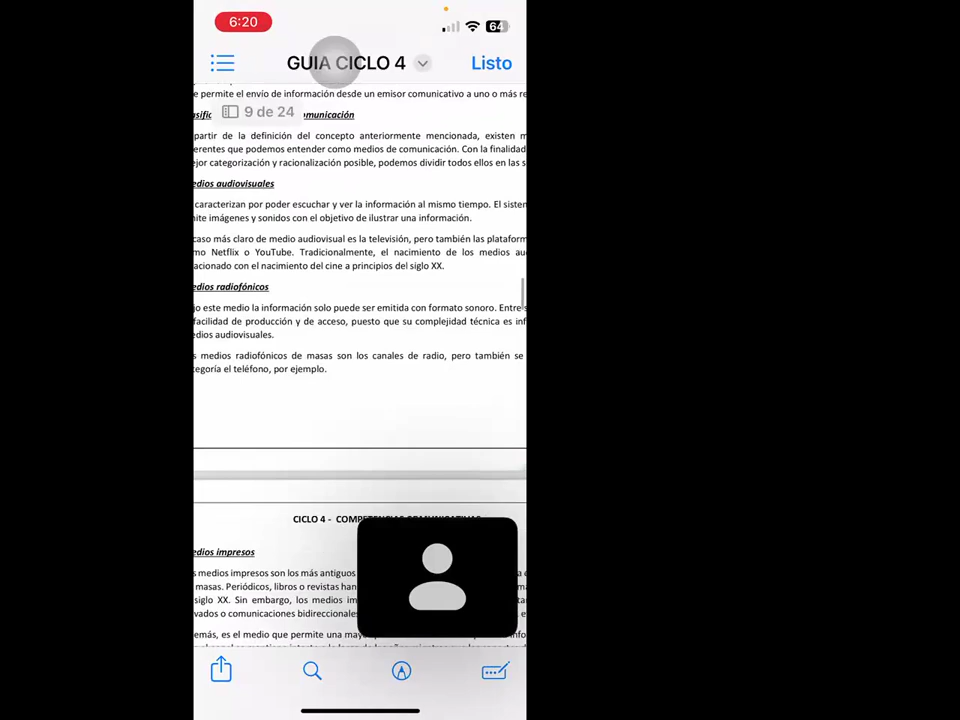 6:20
64
GUIA CICLO 4
Listo
e permite el envío de información desde un emisor comunicativo a uno o más re
9 de 24
omunicación
partir de la definición del concepto anteriormente mencionada, existen m
erentes que podemos entender como medios de comunicación. Con la finalidad
ejor categorización y racionalización posible, podemos dividir todos ellos en las s
edios audiovisuales
caracterizan por poder escuchar y ver la información al mismo tiempo. El sistem
mite imágenes y sonidos con el objetivo de ilustrar una información.
caso más claro de medio audiovisual es la televisión, pero también las plataform
mo Netflix o YouTube. Tradicionalmente, el nacimiento de los medios au
acionado con el nacimiento del cine a principios del siglo XX.
edios radiofónicos
jo este medio la información solo puede ser emitida con formato sonoro. Entre s
facilidad de producción y de acceso, puesto que su complejidad técnica es inf
edios audiovisuales.
s medios radiofónicos de masas son los canales de radio, pero también se
tegoría el teléfono, por ejemplo.
CICLO 4 - COMPETENCIAS COMUNICATIVAS
edios impresos
s medios impresos son los más antiguos
masas. Periódicos, libros o revistas han
siglo XX. Sin embargo, los medios im
vados o comunicaciones bidireccionales
emás, es el medio que permite una may